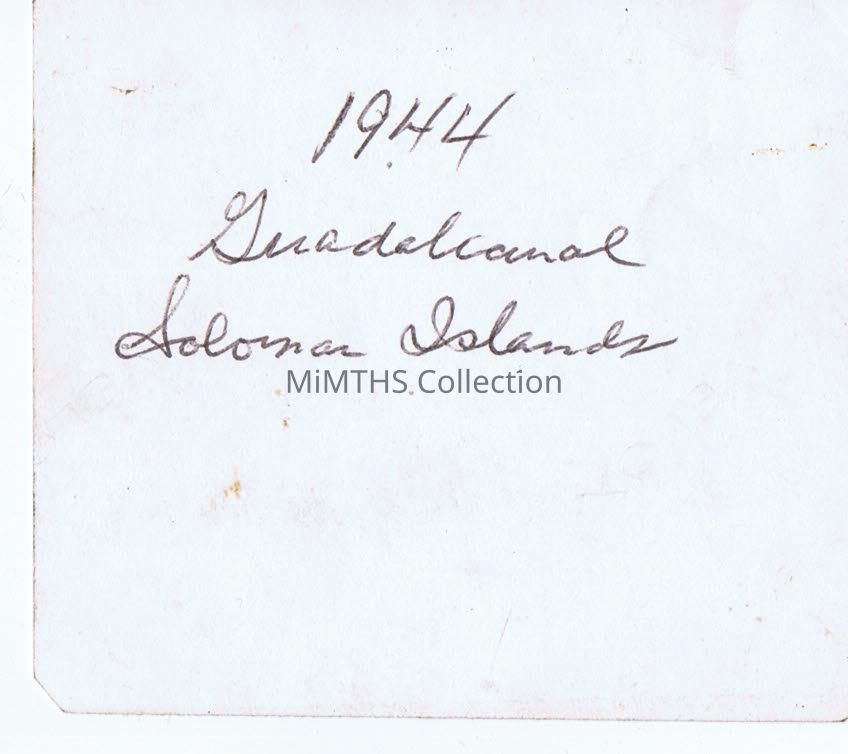 1944
Guadalcanal
Soloman Islands
MiMTHS Collection